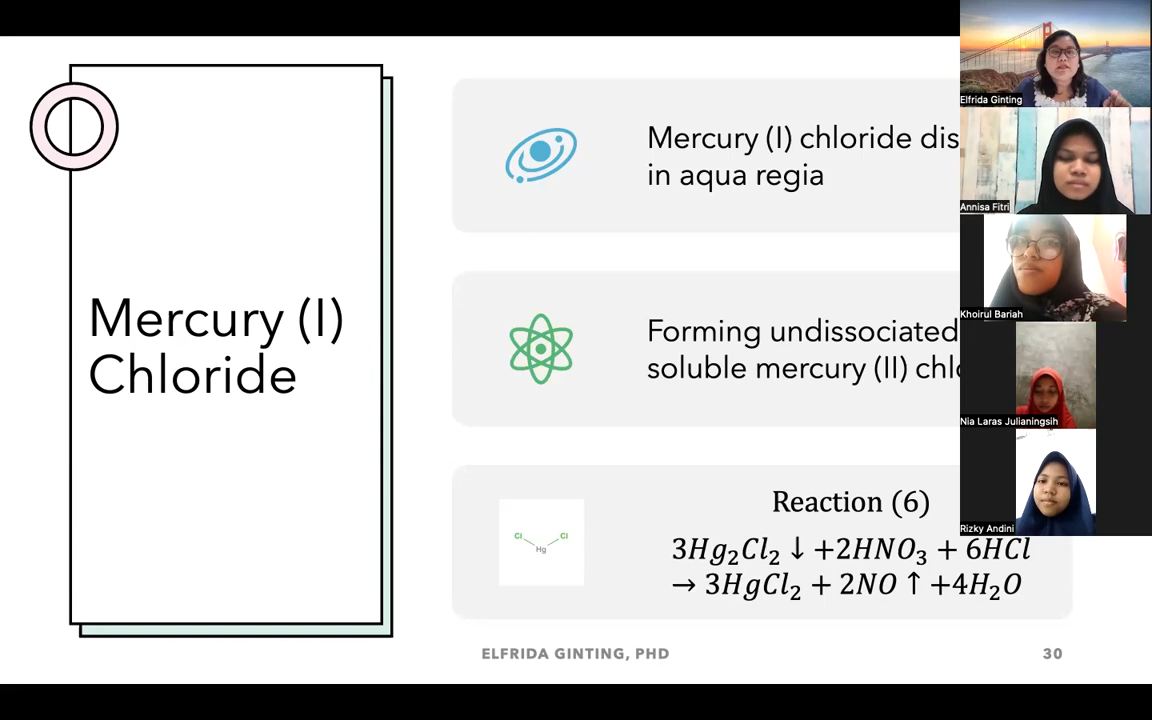 Mercury (I)
Chloride
Mercury (I) chloride dis
in aqua regia
Forming undissociated
soluble mercury (II) chl
Cl Cl
Hg
Reaction (6)
3Hg₂Cl₂ ↓ +2HNO₃ + 6HCl
→ 3HgCl₂ + 2NO ↑ +4H₂O
ELFRIDA GINTING, PHD
30
Elfrida Ginting
Annisa Fitri
Khoirul Bariah
Nia Laras Julianingsih
Rizky Andini